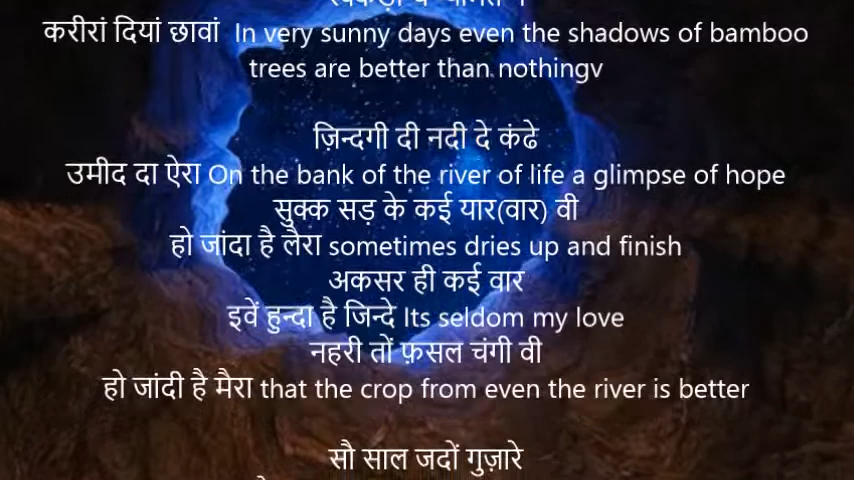 करीरां दियां छावां In very sunny days even the shadows of bamboo
trees are better than nothingv
ज़िन्दगी दी नदी दे कंढे
उमीद दा ऐरा On the bank of the river of life a glimpse of hope
सुक्क सड़ के कई यार(वार) वी
हो जांदा है लैरा sometimes dries up and finish
अकसर ही कई वार
इवें हुन्दा है जिन्दे Its seldom my love
नहरी तों फ़सल चंगी वी
हो जांदी है मैरा that the crop from even the river is better
सौ साल जदों गुज़ारे